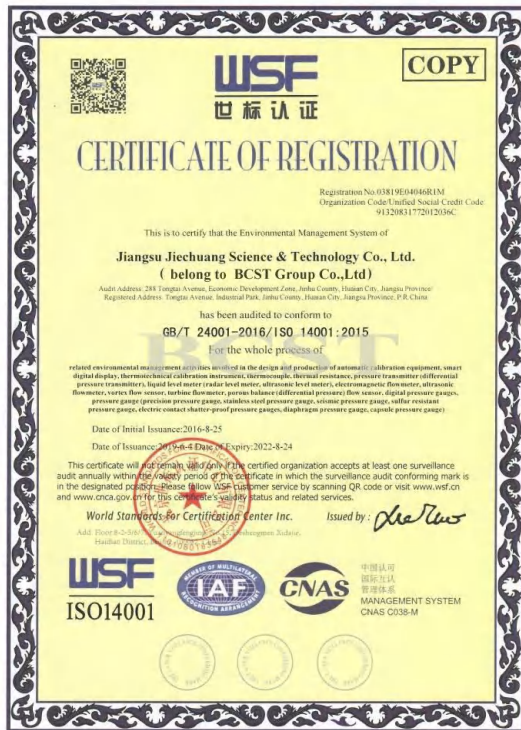 WSF
COPY
WSF
世标认证
CERTIFICATE OF REGISTRATION
Registration No.03819E04046R1M
Organization Code/Unified Social Credit Code
91320831772012036C
This is to certify that the Environmental Management System of
Jiangsu Jiechuang Science & Technology Co., Ltd.
( belong to BCST Group Co.,Ltd)
Audit Address: 288 Tongtai Avenue, Economic Development Zone, Jinhu County, Huaian City, Jiangsu Province
Registered Address: Tongtai Avenue, Industrial Park, Jinhu County, Huaian City, Jiangsu Province, P.R.China
has been audited to conform to
GB/T 24001-2016/ISO 14001:2015
BCST
For the whole process of
related environmental management activities involved in the design and production of automatic calibration equipment, smart
digital display, thermotechnical calibration instrument, thermocouple, thermal resistance, pressure transmitter (differential
pressure transmitter), liquid level meter (radar level meter, ultrasonic level meter), electromagnetic flowmeter, ultrasonic
flowmeter, vortex flow sensor, turbine flowmeter, porous balance(differential pressure) flow sensor, digital pressure gauges,
pressure gauge (precision pressure gauge, stainless steel pressure gauge, seismic pressure gauge, sulfur resistant
pressure gauge, electric contact shatter-proof pressure gauges, diaphragm pressure gauge, capsule pressure gauge)
Date of Initial Issuance:2016-8-25
Date of Issuance:2019-6-4 Date of Expiry:2022-8-24
This certificate will not remain valid only if the certified organization accepts at least one surveillance
audit annually within the validity period of the certificate in which the surveillance audit conforming mark is
in the designated position. Please follow WSF customer service by scanning QR code or visit www.wsf.cn
and www.cnca.gov.cn for this certificate's validity status and related services.
World Standards for Certification Center Inc.
Issued by :
Add: Floor
Haidian District,
WSF
ISO14001
MEMBER OF MULTILATERAL
IAF
RECOGNITION ARRANGEMENT
CNAS
中国认可
国际互认
管理体系
MANAGEMENT SYSTEM
CNAS C038-M